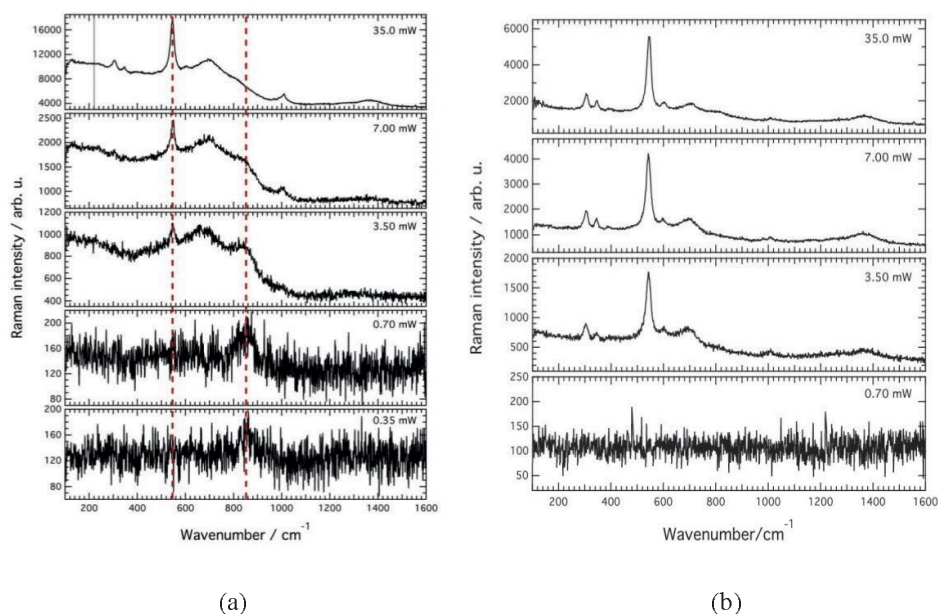 16000
12000
8000
4000
35.0 mW
2500
2000
1500
1000
7.00 mW
1200
1000
800
600
400
3.50 mW
200
160
120
80
0.70 mW
200
160
120
80
0.35 mW
200 400 600 800 1000 1200 1400 1600
Raman intensity / arb. u.
Wavenumber / cm-1
(a)
6000
4000
2000
35.0 mW
4000
3000
2000
1000
7.00 mW
2000
1500
1000
500
3.50 mW
250
200
150
100
50
0.70 mW
200 400 600 800 1000 1200 1400 1600
Raman intensity / arb. u.
Wavenumber/cm-1
(b)